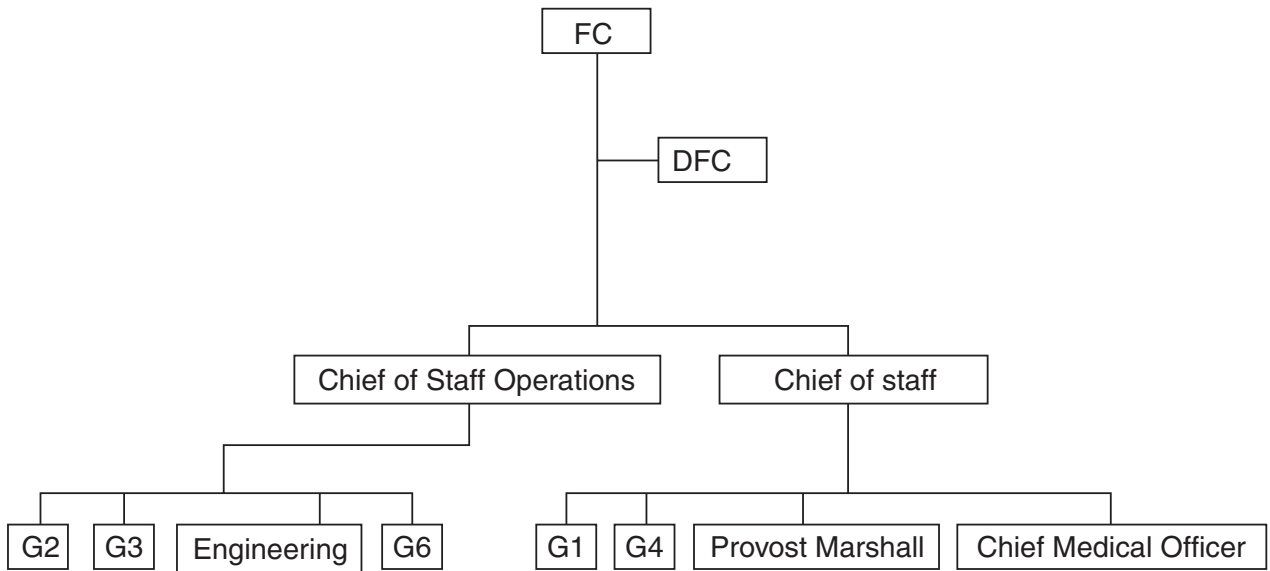 FC
DFC
Chief of Staff Operations
Chief of staff
G2
G3
Engineering
G6
G1
G4
Provost Marshall
Chief Medical Officer